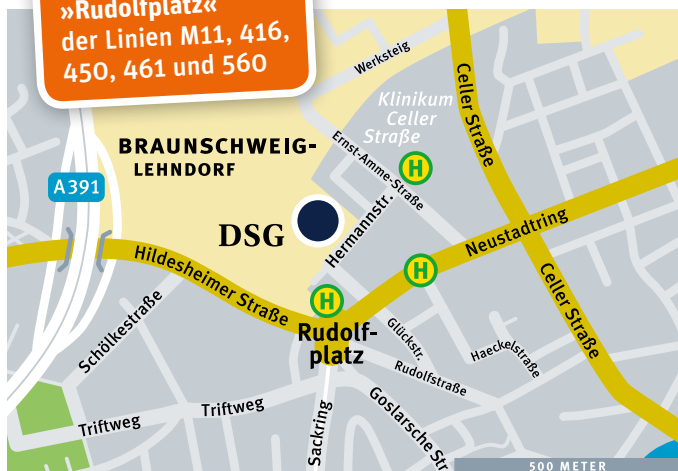 »Rudolfplatz«
der Linien M11, 416,
450, 461 und 560
Werksteig
Klinikum
Celler
Straße
Celler Straße
BRAUNSCHWEIG-
LEHNDORF
Ernst-Amme-Straße
H
A391
DSG
Hermannstr.
Neustadtring
H
Hildesheimer Straße
Celler Straße
H
Schölkestraße
Rudolf-
platz
Glückstr.
Haeckelstraße
Rudolfstraße
Triftweg
Triftweg
Sackring
Goslarsche Str
500 METER